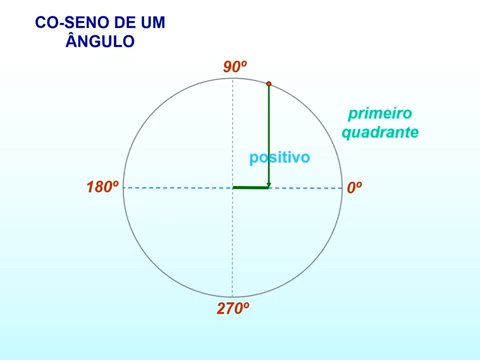 CO-SENO DE UM
ÂNGULO
90º
primeiro
quadrante
positivo
180º
0º
270º